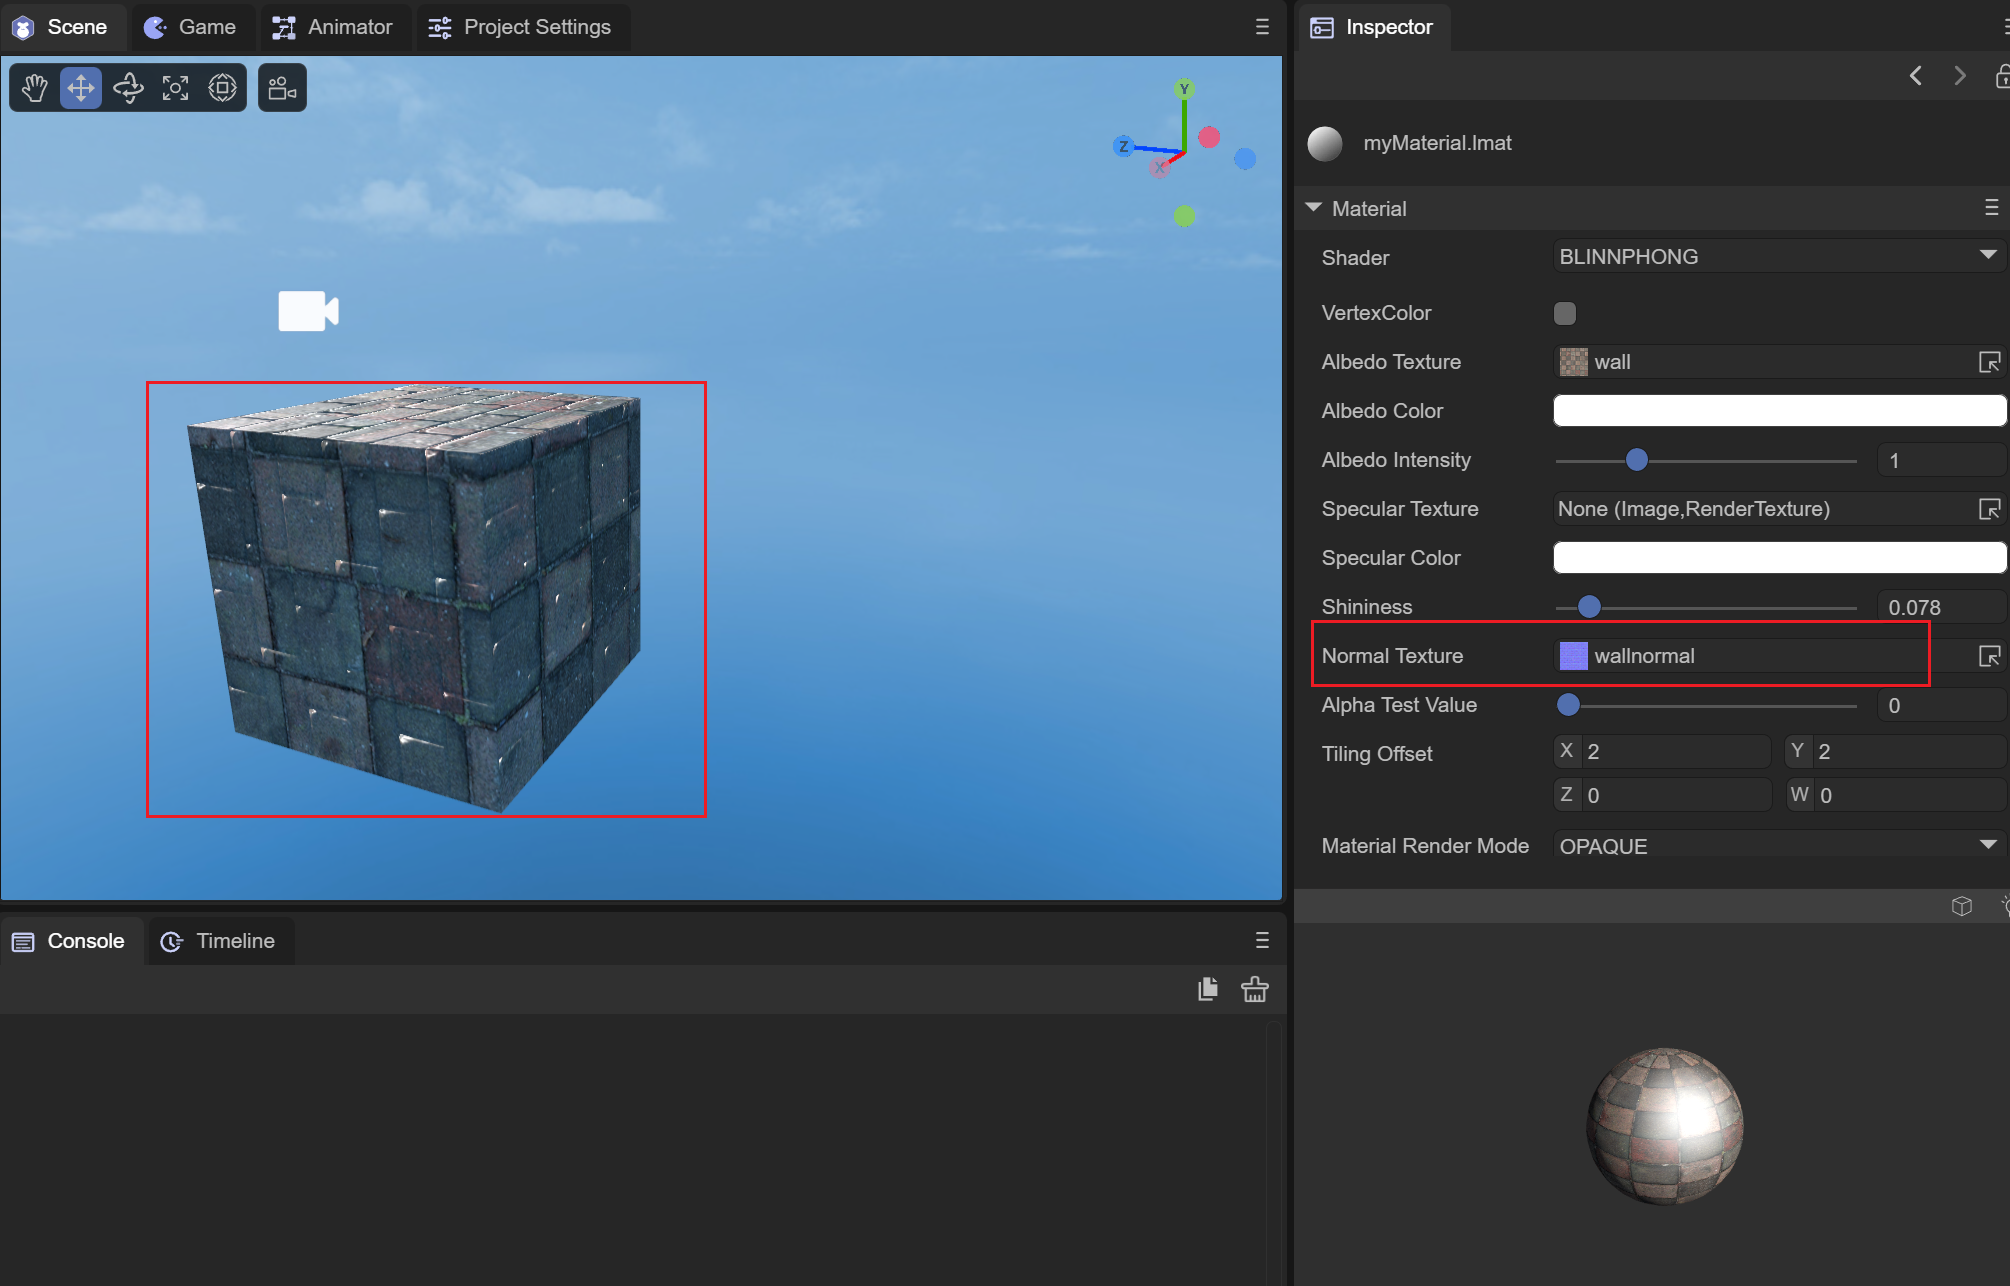 Scene
Game
Animator
Project Settings
Y
Z
X
Console
Timeline
Inspector
myMaterial.lmat
Material
Shader
BLINNPHONG
VertexColor
Albedo Texture
wall
Albedo Color
Albedo Intensity
1
Specular Texture
None (Image,RenderTexture)
Specular Color
Shininess
0.078
Normal Texture
wallnormal
Alpha Test Value
0
Tiling Offset
X 2
Y 2
Z 0
W 0
Material Render Mode
OPAQUE